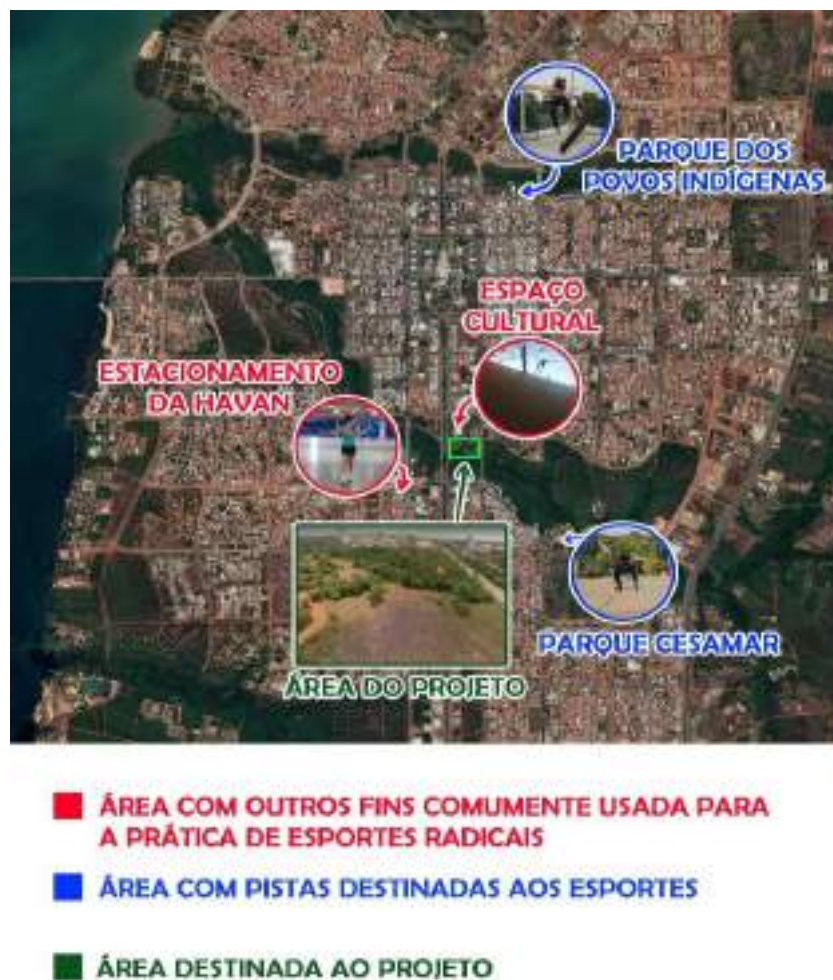 PARQUE DOS
POVOS INDÍGENAS
ESPAÇO
CULTURAL
ESTACIONAMENTO
DA HAVAN
PARQUE CESAMAR
ÁREA DO PROJETO
ÁREA COM OUTROS FINS COMUMENTE USADA PARA
A PRÁTICA DE ESPORTES RADICAIS
ÁREA COM PISTAS DESTINADAS AOS ESPORTES
ÁREA DESTINADA AO PROJETO